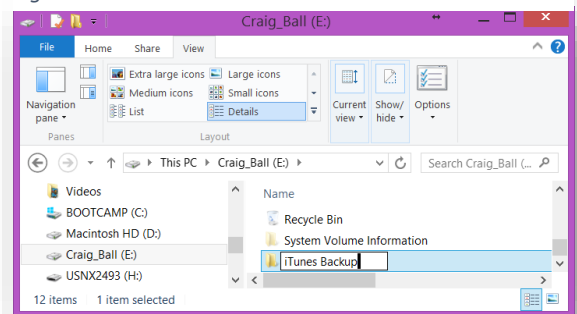 Craig_Ball (E:)
File Home Share View
Navigation pane
Extra large icons Large icons
Medium icons Small icons
List Details
Current view
Show/ hide
Options
Panes Layout
This PC Craig_Ball (E:) Search Craig_Ball (...
Videos
BOOTCAMP (C:)
Macintosh HD (D:)
Craig_Ball (E:)
USNX2493 (H:)
Name
Recycle Bin
System Volume Information
iTunes Backup
12 items 1 item selected